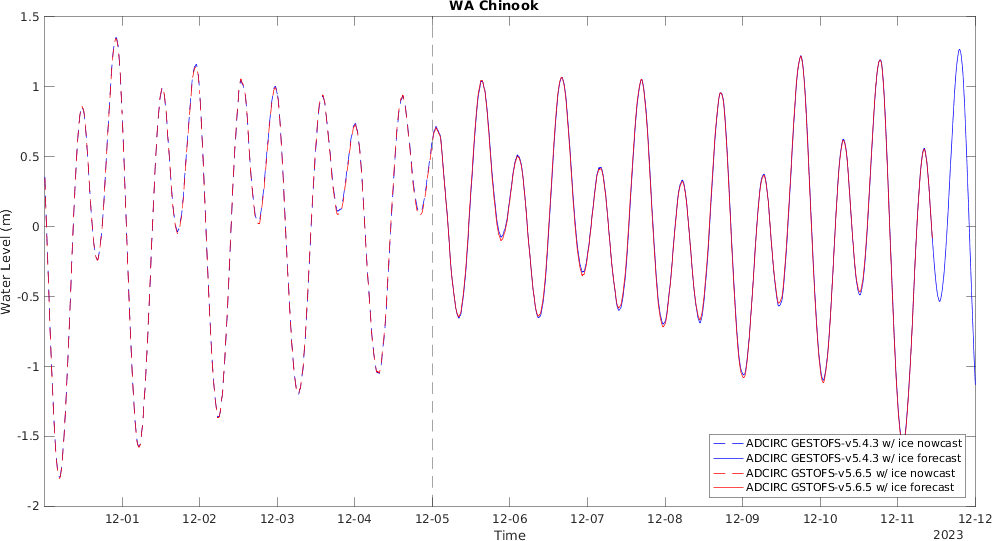 WA Chinook
1.5
1
0.5
0
-0.5
-1
-1.5
-2
Water Level (m)
12-01 12-02 12-03 12-04 12-05 12-06 12-07 12-08 12-09 12-10 12-11 12-12
Time
2023
ADCIRC GESTOFS-v5.4.3 w/ ice nowcast
ADCIRC GESTOFS-v5.4.3 w/ ice forecast
ADCIRC GSTOFS-v5.6.5 w/ ice nowcast
ADCIRC GSTOFS-v5.6.5 w/ ice forecast